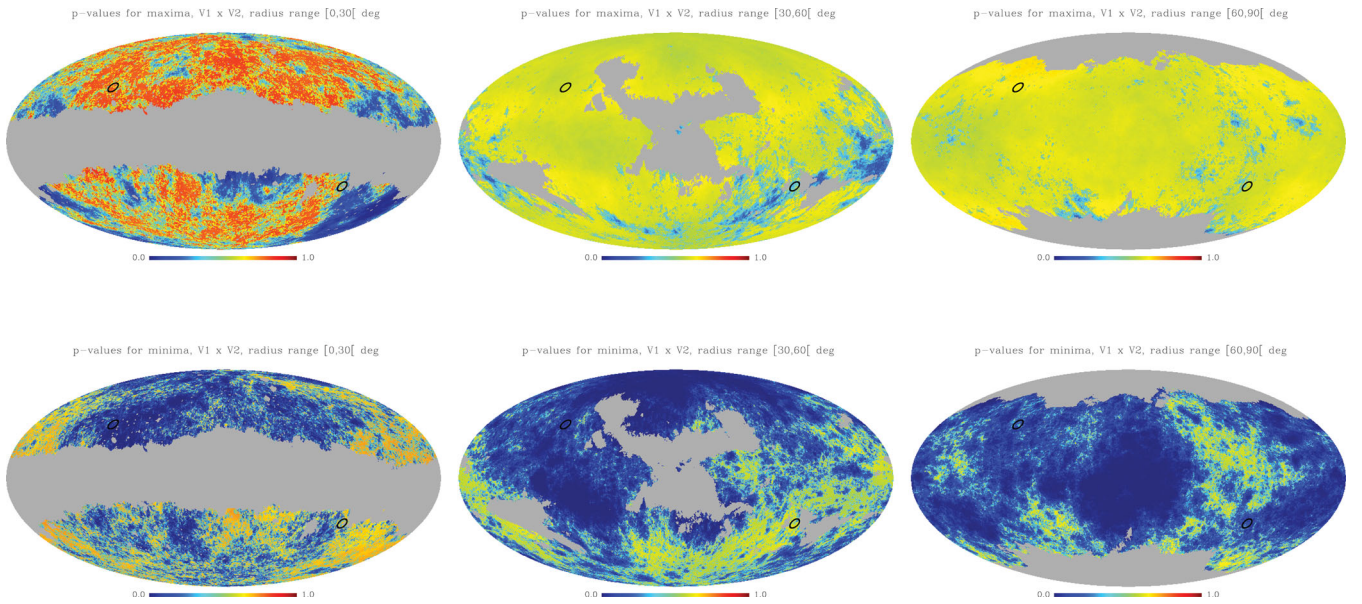 p-values for maxima, V1 x V2, radius range [0,30[ deg
p-values for maxima, V1 x V2, radius range [30,60[ deg
p-values for maxima, V1 x V2, radius range [60,90[ deg
0.0 1.0
0.0 1.0
0.0 1.0
p-values for minima, V1 x V2, radius range [0,30[ deg
p-values for minima, V1 x V2, radius range [30,60[ deg
p-values for minima, V1 x V2, radius range [60,90[ deg
0.0 1.0
0.0 1.0
0.0 1.0